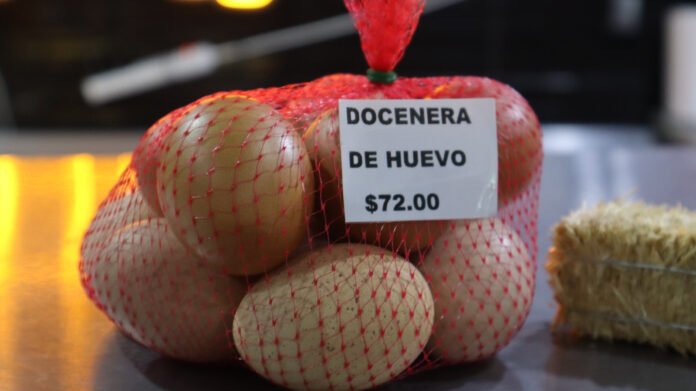 DOCENERA
DE HUEVO
$72.00